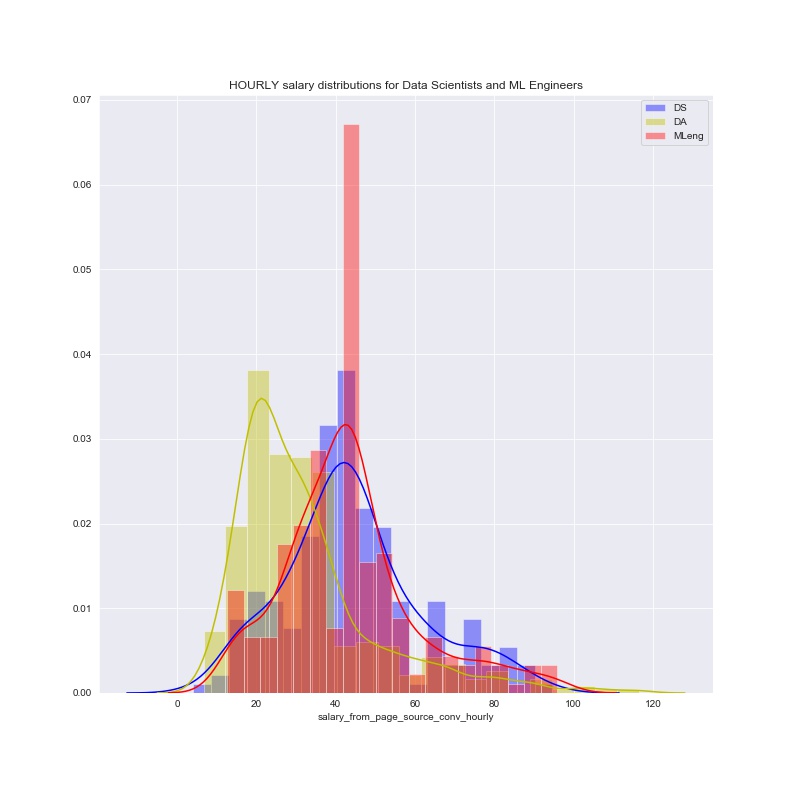 HOURLY salary distributions for Data Scientists and ML Engineers
0.07
DS
DA
MLeng
0.06
0.05
0.04
0.03
0.02
0.01
0.00
0 20 40 60 80 100 120
salary_from_page_source_conv_hourly